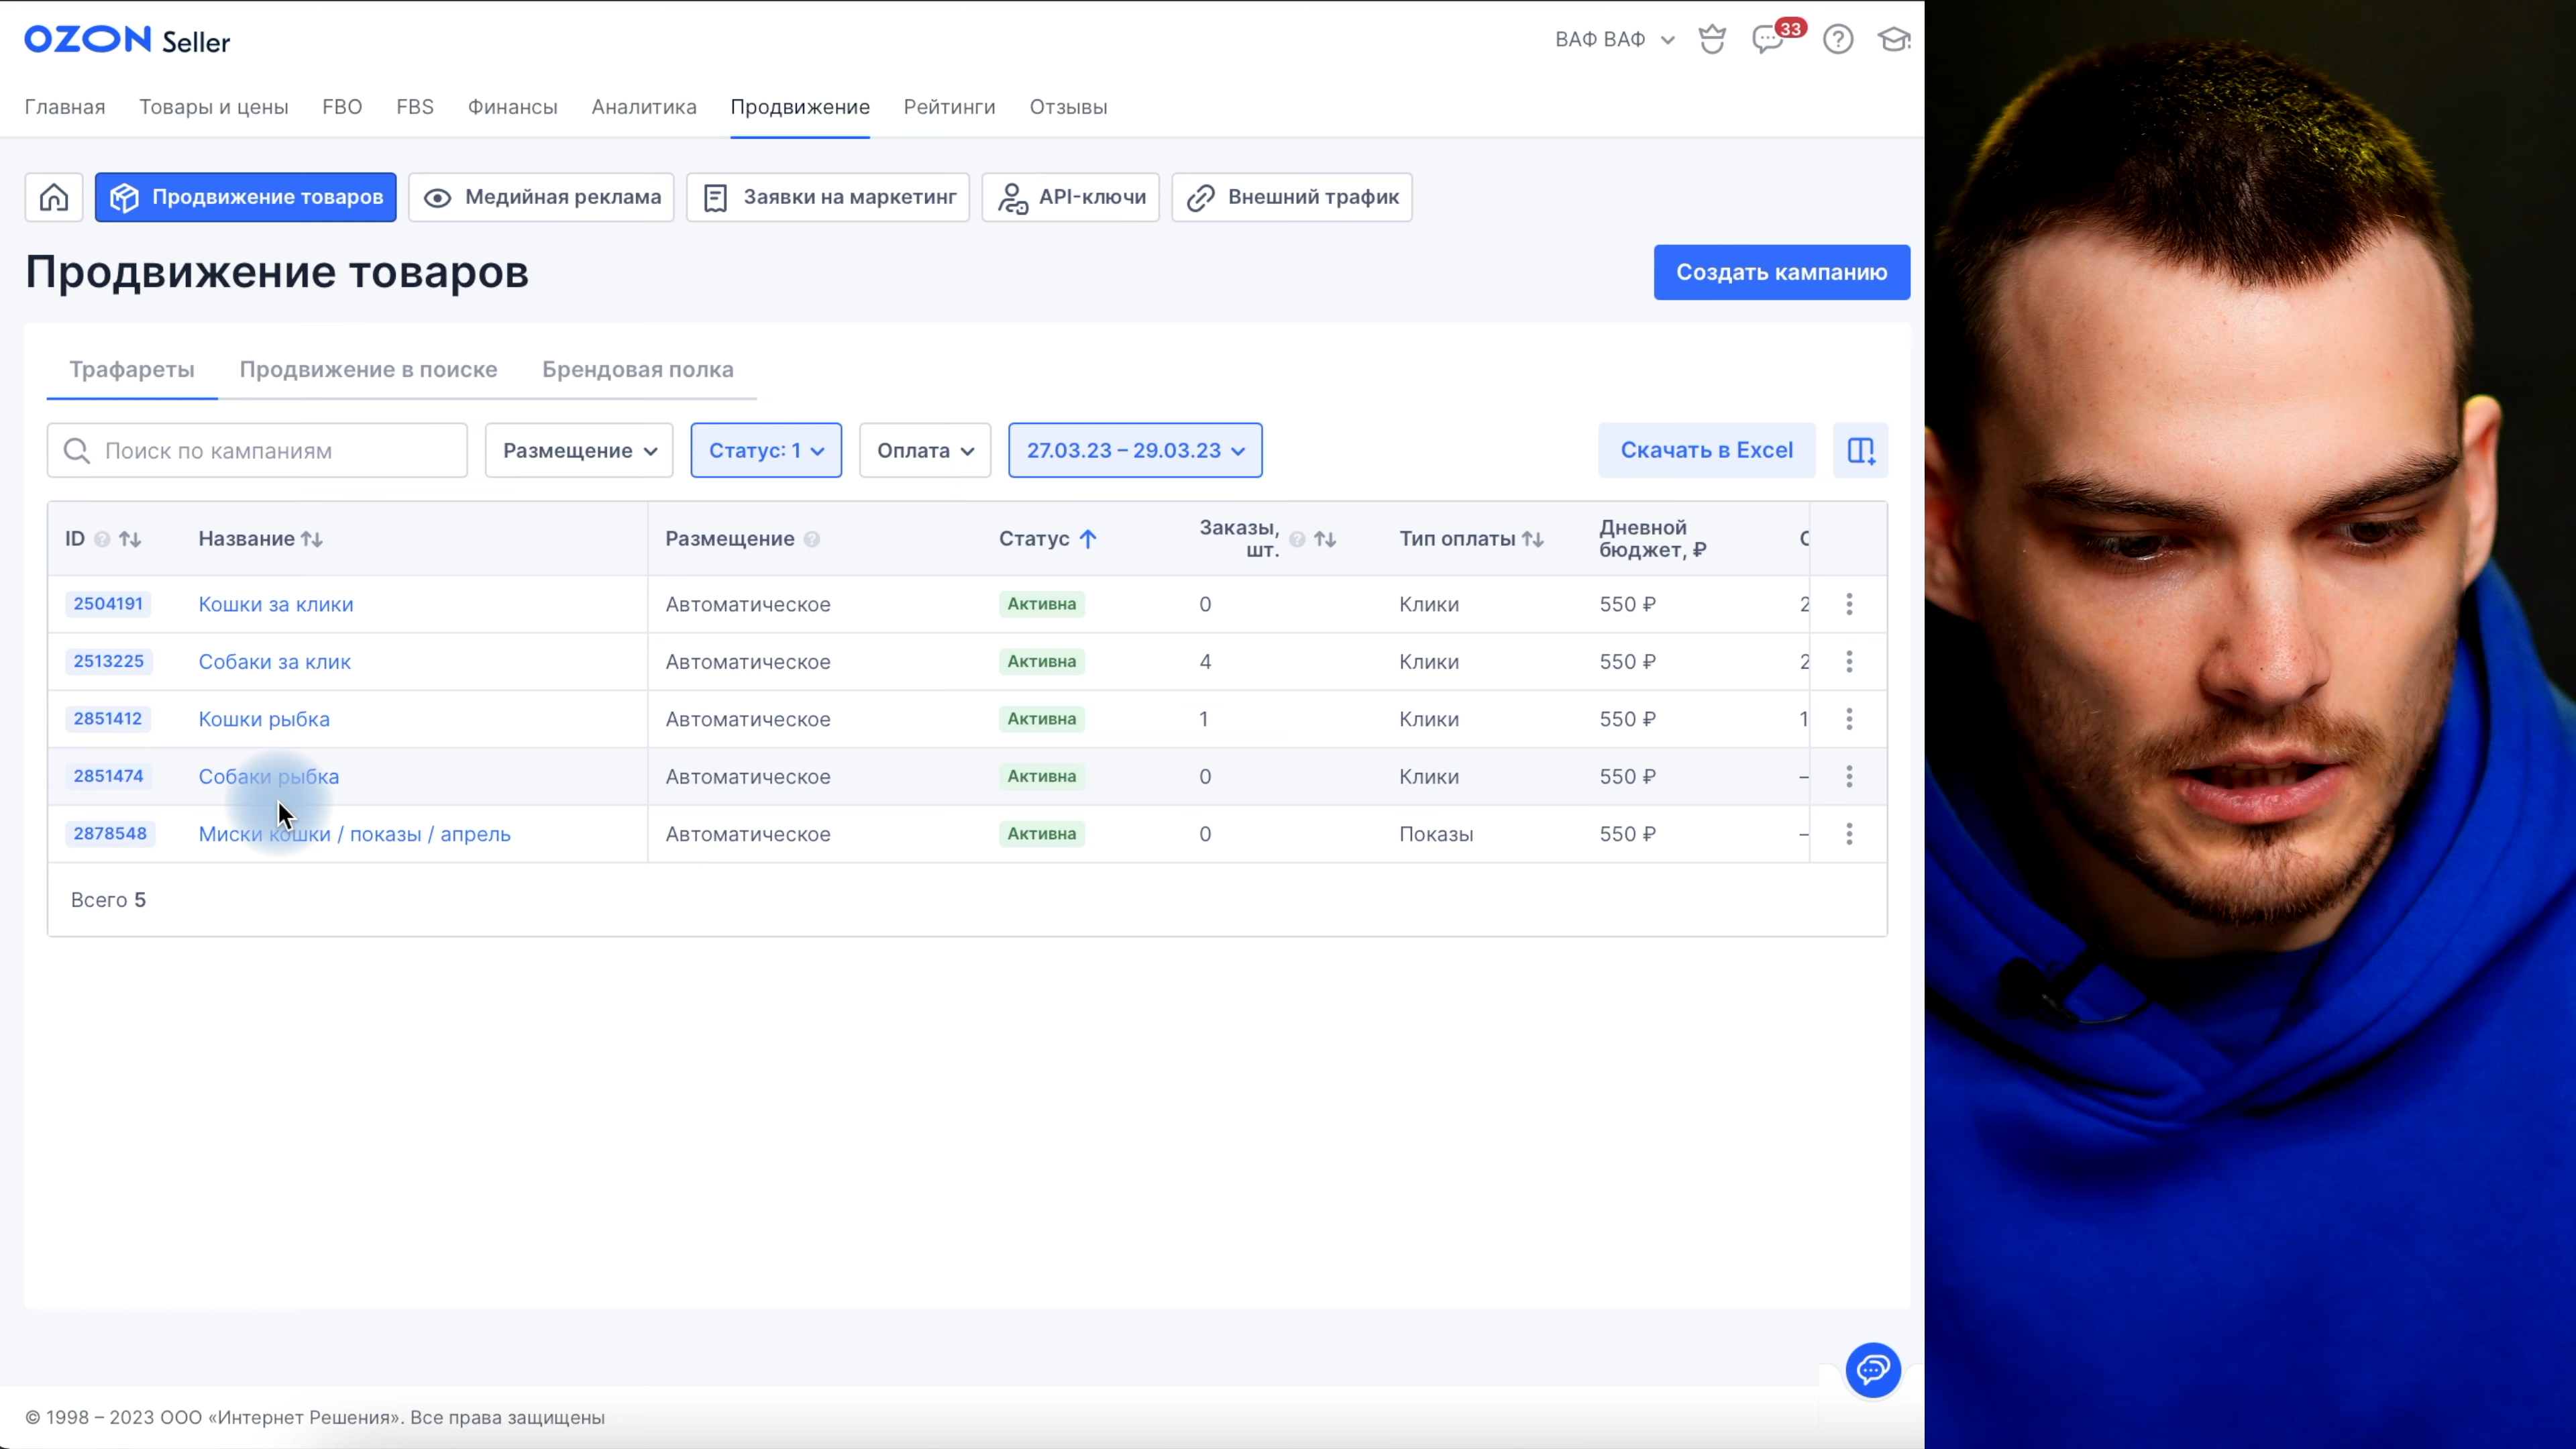 OZON Seller
ВАФ ВАФ
33
Главная Товары и цены FBO FBS Финансы Аналитика Продвижение Рейтинги Отзывы
Продвижение товаров Медийная реклама Заявки на маркетинг API-ключи Внешний трафик
Продвижение товаров
Создать кампанию
Трафареты Продвижение в поиске Брендовая полка
Поиск по кампаниям Размещение Статус: 1 Оплата 27.03.23 – 29.03.23 Скачать в Excel
ID Название Размещение Статус Заказы, шт. Тип оплаты Дневной бюджет, ₽ С
2504191 Кошки за клики Автоматическое Активна 0 Клики 550 ₽ 2
2513225 Собаки за клик Автоматическое Активна 4 Клики 550 ₽ 2
2851412 Кошки рыбка Автоматическое Активна 1 Клики 550 ₽ 1
2851474 Собаки рыбка Автоматическое Активна 0 Клики 550 ₽ –
2878548 Миски кошки / показы / апрель Автоматическое Активна 0 Показы 550 ₽ –
Всего 5
© 1998 – 2023 ООО «Интернет Решения». Все права защищены